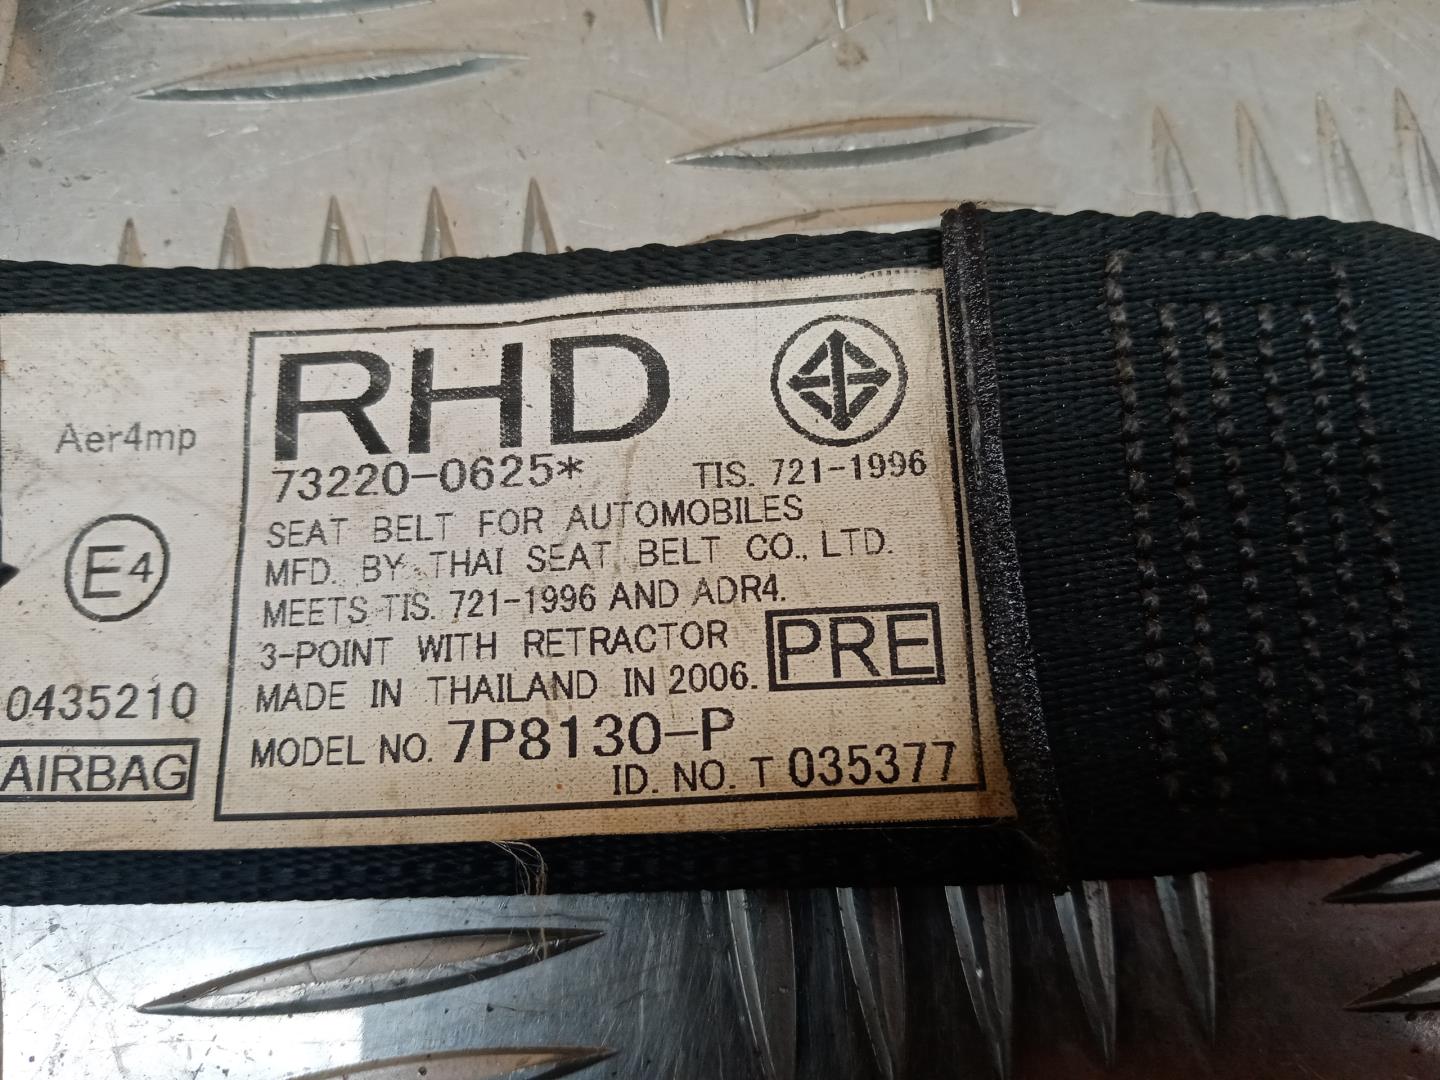 Aer4mp
E4
0435210
AIRBAG
RHD
73220-0625* TIS. 721-1996
SEAT BELT FOR AUTOMOBILES
MFD. BY THAI SEAT BELT CO., LTD.
MEETS TIS. 721-1996 AND ADR4.
3-POINT WITH RETRACTOR
PRE
MADE IN THAILAND IN 2006.
MODEL NO. 7P8130-P
ID. NO. T 035377